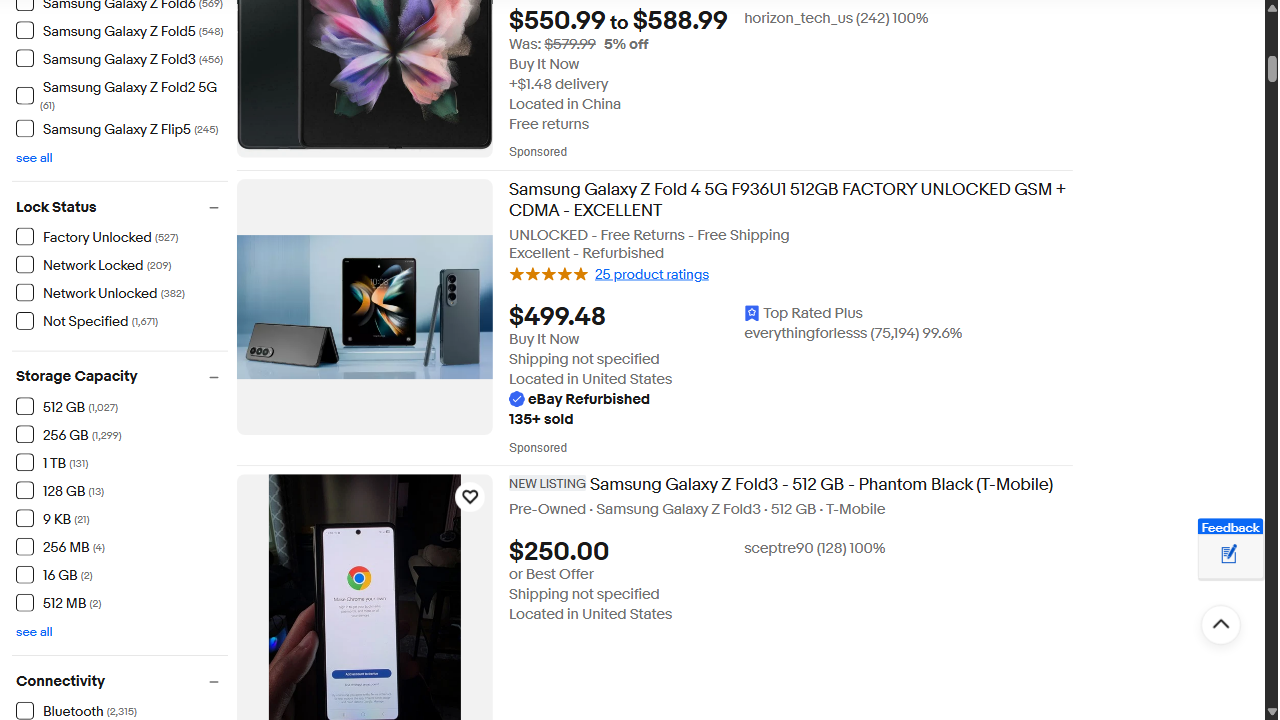 Samsung Galaxy Z Fold6 (569)
Samsung Galaxy Z Fold5 (548)
Samsung Galaxy Z Fold3 (456)
Samsung Galaxy Z Fold2 5G
(61)
Samsung Galaxy Z Flip5 (245)
see all
Lock Status
Factory Unlocked (527)
Network Locked (209)
Network Unlocked (382)
Not Specified (1,671)
Storage Capacity
512 GB (1,027)
256 GB (1,299)
1 TB (131)
128 GB (13)
9 KB (21)
256 MB (4)
16 GB (2)
512 MB (2)
see all
Connectivity
Bluetooth (2,315)
$550.99 to $588.99
horizon_tech_us (242) 100%
Was: $579.99 5% off
Buy It Now
+$1.48 delivery
Located in China
Free returns
Sponsored
Samsung Galaxy Z Fold 4 5G F936U1 512GB FACTORY UNLOCKED GSM +
CDMA - EXCELLENT
UNLOCKED - Free Returns - Free Shipping
Excellent - Refurbished
25 product ratings
$499.48
Top Rated Plus
everythingforlesss (75,194) 99.6%
Buy It Now
Shipping not specified
Located in United States
eBay Refurbished
135+ sold
Sponsored
NEW LISTING Samsung Galaxy Z Fold3 - 512 GB - Phantom Black (T-Mobile)
Pre-Owned · Samsung Galaxy Z Fold3 · 512 GB · T-Mobile
$250.00
sceptre90 (128) 100%
or Best Offer
Shipping not specified
Located in United States
Feedback